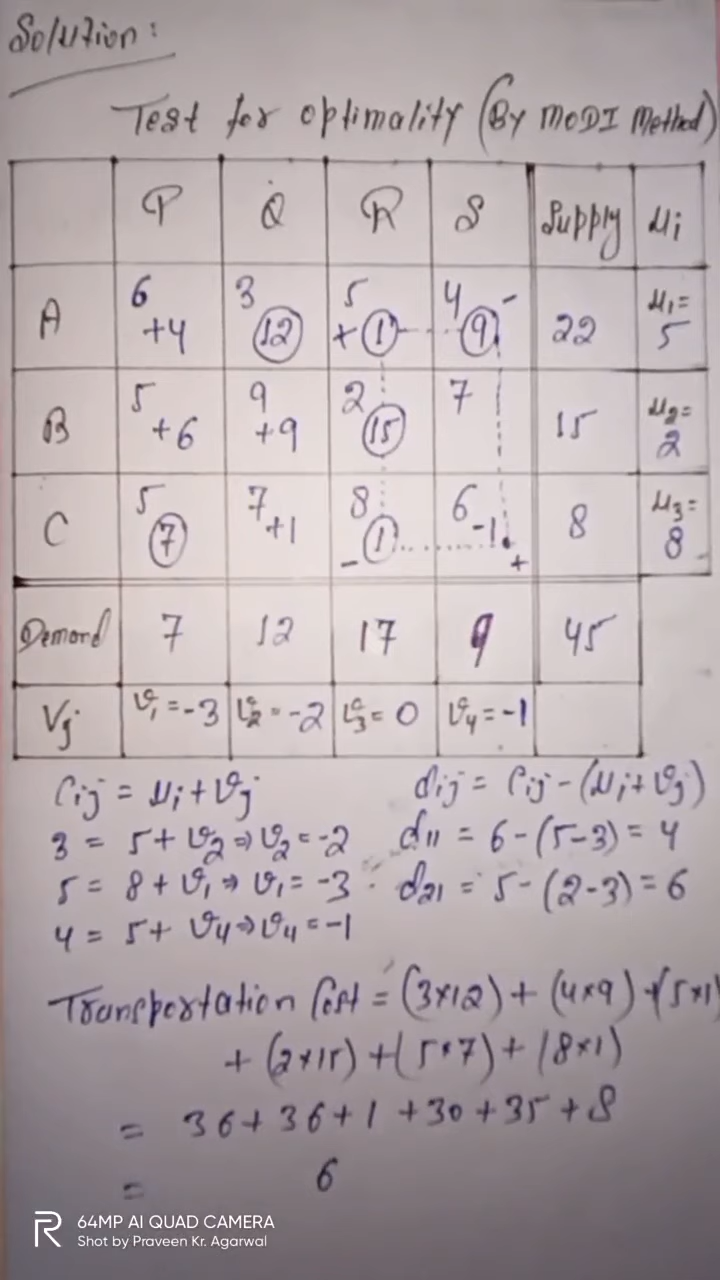 Solution:
Test for optimality (By MODI Method)
P Q R S Supply ui
A 6 +4 3 12 5 + 1 4 9 - 22 u1= 5
B 5 +6 9 +9 2 15 7 15 u2= 2
C 5 7 7 +1 8 - 1 6 -1 + 8 u3= 8
Demand 7 12 17 9 45
Vj v1=-3 v2=-2 v3=0 v4=-1
Cij = ui+vj dij = Cij-(ui+vj)
3 = 5+v2⇒v2=-2 d11 = 6-(5-3)=4
5 = 8+v1⇒v1=-3 d21 = 5-(2-3)=6
4 = 5+v4⇒v4=-1
Transportation Cost = (3×12)+(4×9)+(5×1)
+(2×15)+(5×7)+(8×1)
= 36+36+1+30+35+8
= 6
64MP AI QUAD CAMERA
Shot by Praveen Kr. Agarwal